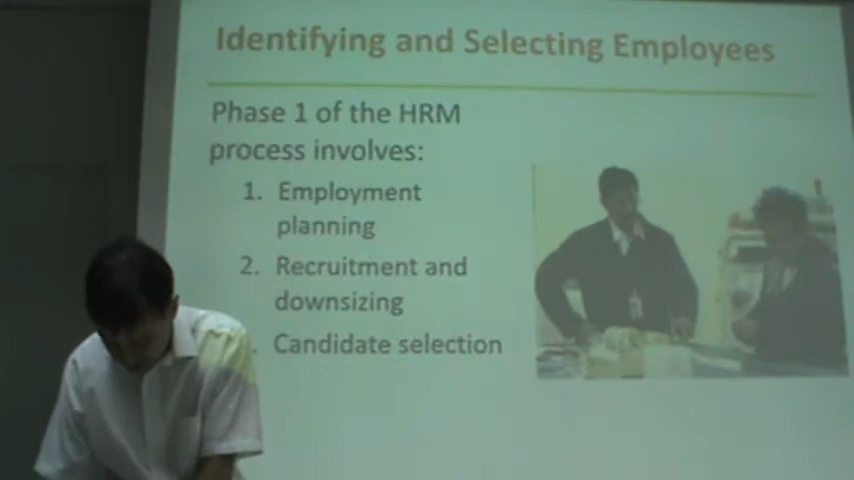 Identifying and Selecting Employees
Phase 1 of the HRM
process involves:
1. Employment
planning
2. Recruitment and
downsizing
. Candidate selection